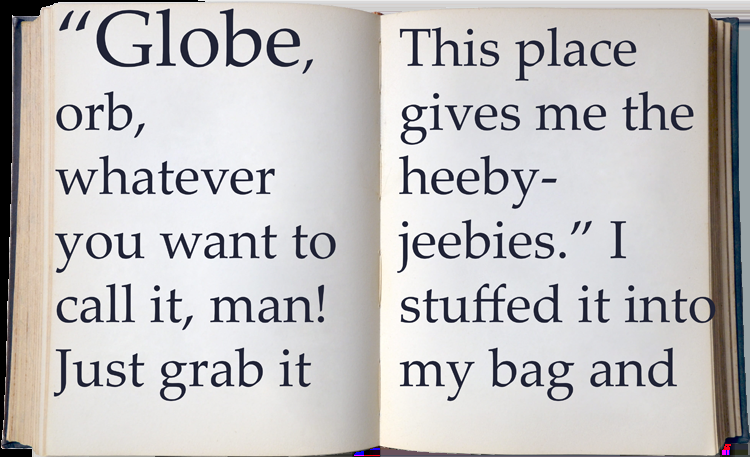 “Globe,
orb,
whatever
you want to
call it, man!
Just grab it
This place
gives me the
heeby-
jeebies.” I
stuffed it into
my bag and